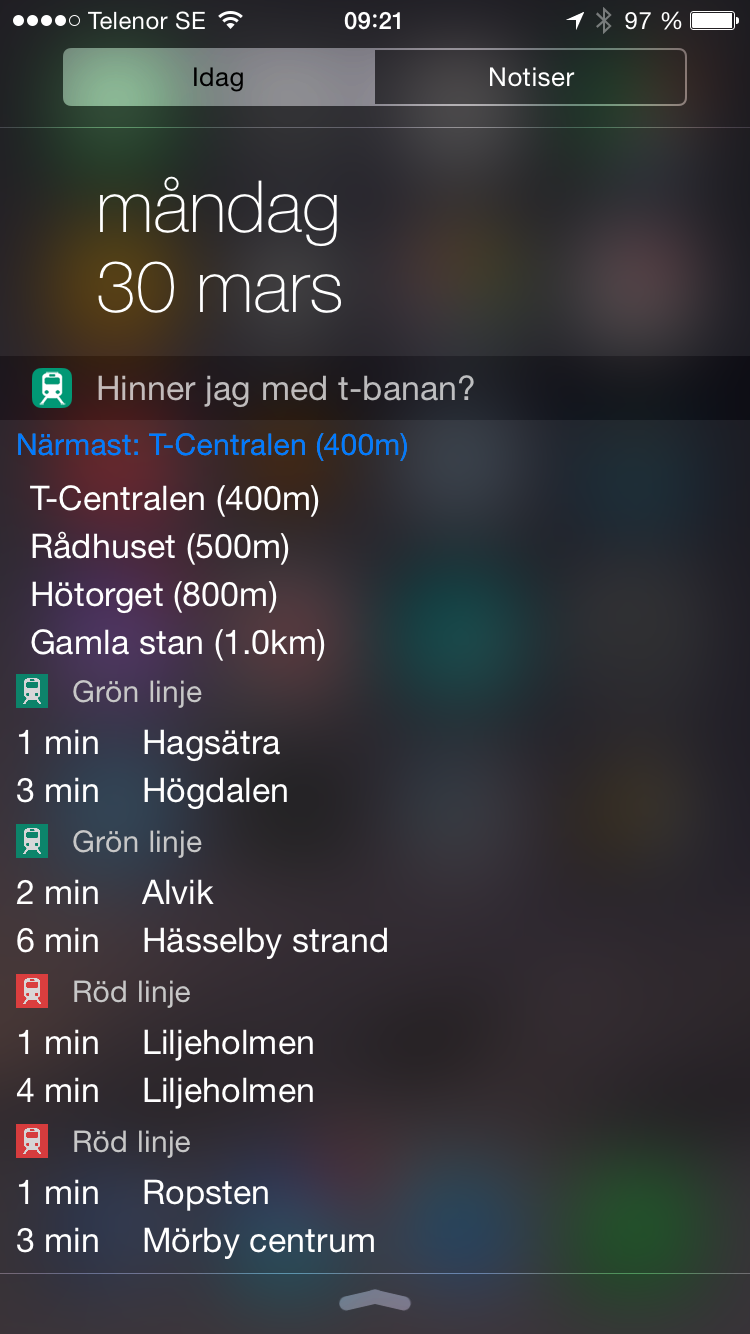 Telenor SE 09:21 97 %
Idag Notiser
måndag
30 mars
Hinner jag med t-banan?
Närmast: T-Centralen (400m)
T-Centralen (400m)
Rådhuset (500m)
Hötorget (800m)
Gamla stan (1.0km)
Grön linje
1 min Hagsätra
3 min Högdalen
Grön linje
2 min Alvik
6 min Hässelby strand
Röd linje
1 min Liljeholmen
4 min Liljeholmen
Röd linje
1 min Ropsten
3 min Mörby centrum